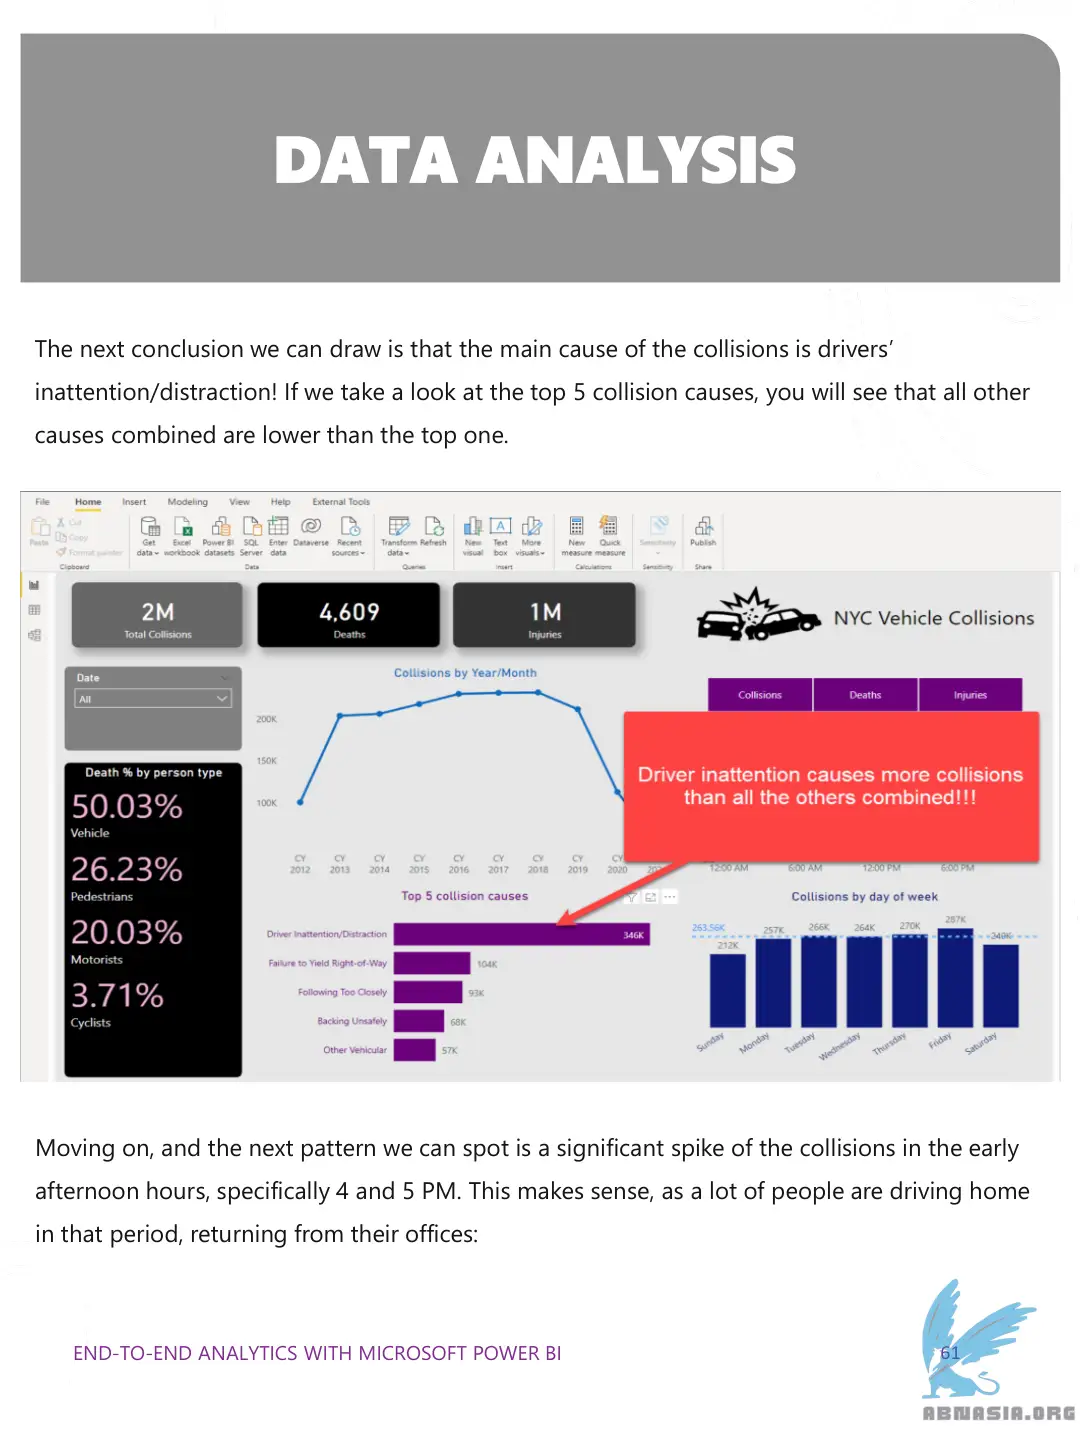 DATA ANALYSIS
The next conclusion we can draw is that the main cause of the collisions is drivers’
inattention/distraction! If we take a look at the top 5 collision causes, you will see that all other
causes combined are lower than the top one.
File Home Insert Modeling View Help External Tools
Paste
Cut
Copy
Format painter
Get data
Excel workbook
Power BI datasets
SQL Server
Enter data
Dataverse
Recent sources
Transform data
Refresh
New visual
Text box
More visuals
New measure
Quick measure
Sensitivity
Publish
Clipboard Data Queries Insert Calculations Sensitivity Share
2M
Total Collisions
4,609
Deaths
1M
Injuries
NYC Vehicle Collisions
Date
All
Death % by person type
50.03%
Vehicle
26.23%
Pedestrians
20.03%
Motorists
3.71%
Cyclists
Collisions by Year/Month
200K
150K
100K
CY 2012
CY 2013
CY 2014
CY 2015
CY 2016
CY 2017
CY 2018
CY 2019
CY 2020
Collisions Deaths Injuries
Driver inattention causes more collisions
than all the others combined!!!
12:00 AM 6:00 AM 12:00 PM 6:00 PM
Top 5 collision causes
Driver Inattention/Distraction 346K
Failure to Yield Right-of-Way 104K
Following Too Closely 93K
Backing Unsafely 68K
Other Vehicular 57K
Collisions by day of week
263.56K
212K 257K 266K 264K 270K 287K 249K
Sunday Monday Tuesday Wednesday Thursday Friday Saturday
Moving on, and the next pattern we can spot is a significant spike of the collisions in the early
afternoon hours, specifically 4 and 5 PM. This makes sense, as a lot of people are driving home
in that period, returning from their offices:
END-TO-END ANALYTICS WITH MICROSOFT POWER BI
61
ABNASIA.ORG